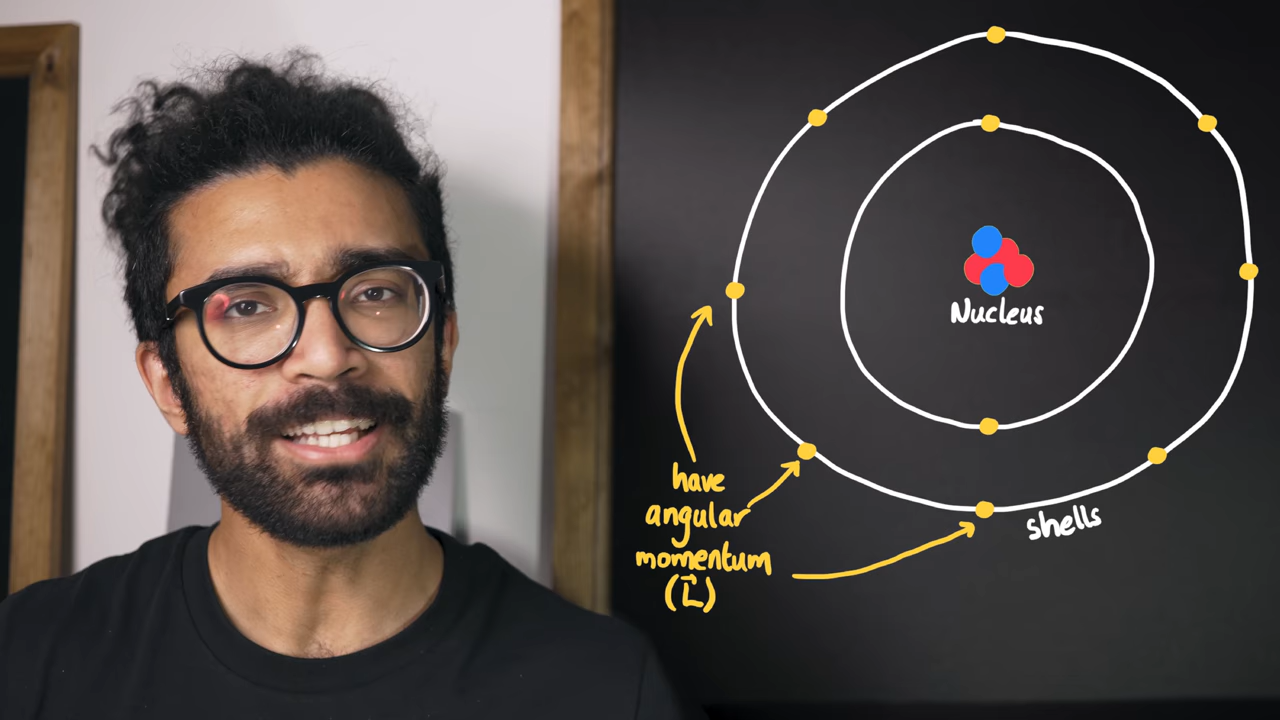 Nucleus
have
angular
momentum
(L⃗)
shells